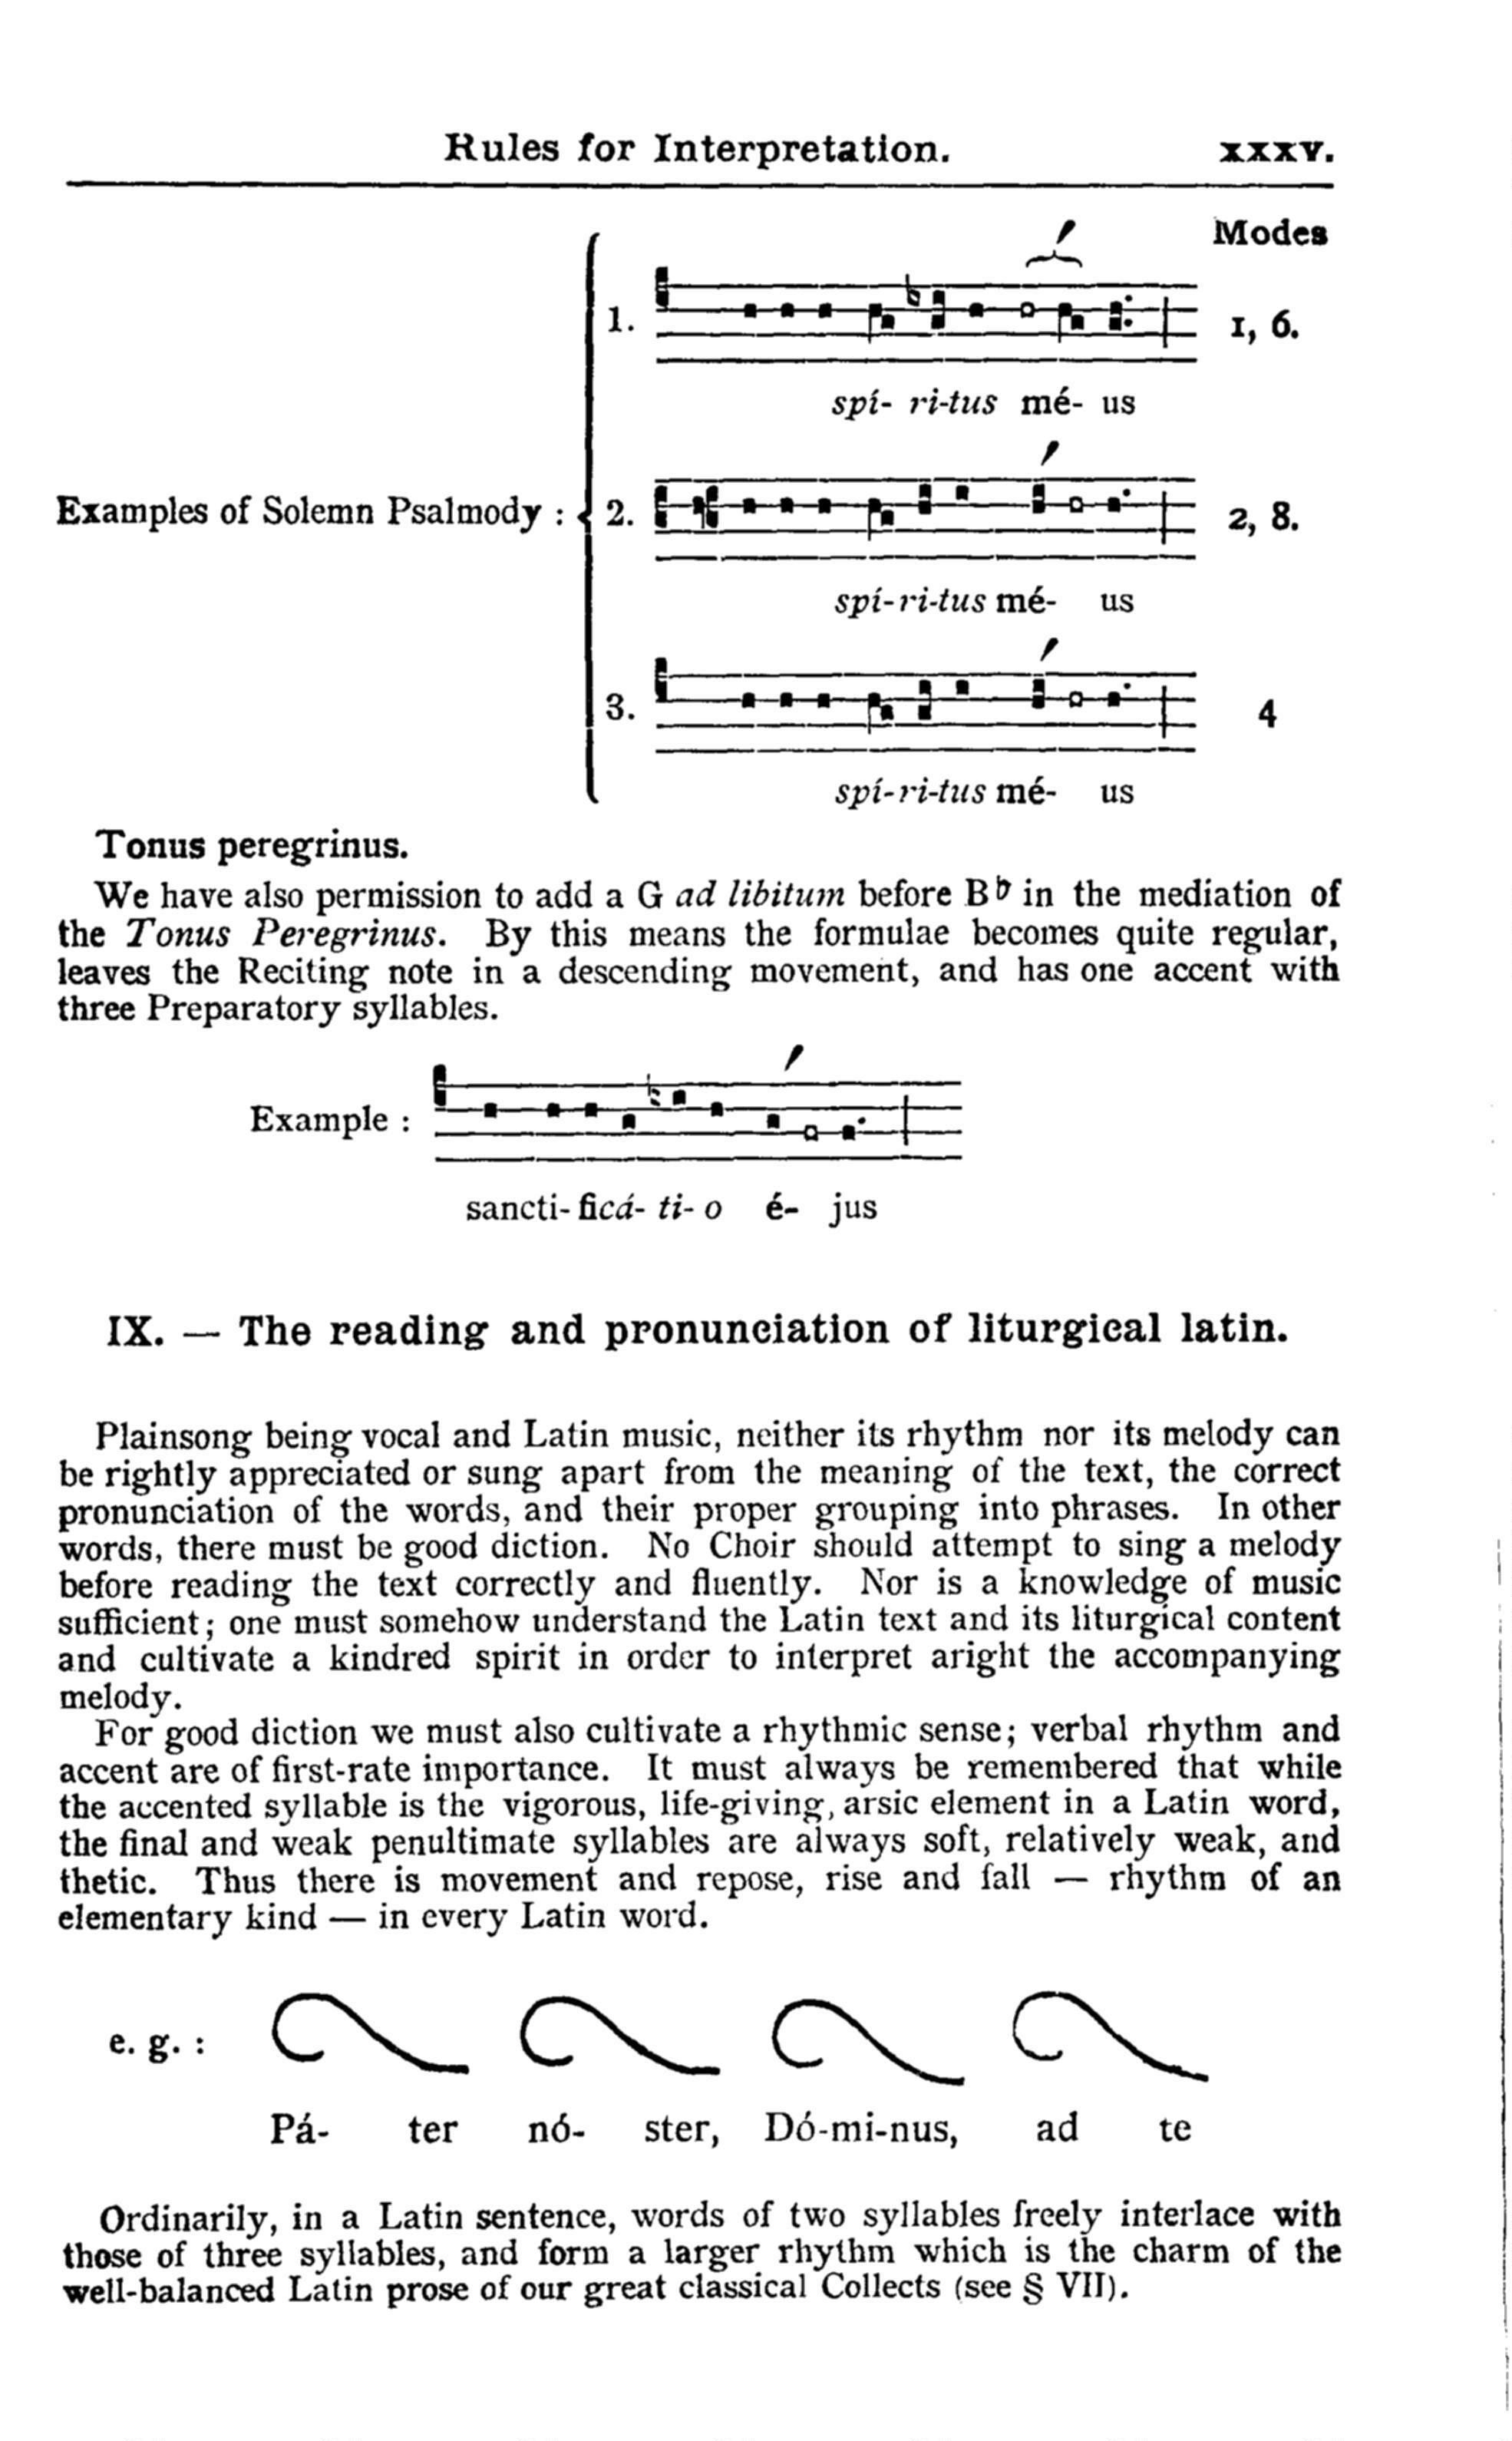 Rules for Interpretation. xxxv.
Modes
1. 1, 6.
spí- ri-tus mé- us
Examples of Solemn Psalmody : 2. 2, 8.
spí-ri-tus mé- us
3. 4
spí-ri-tus mé- us
Tonus peregrinus.
We have also permission to add a G ad libitum before B♭ in the mediation of
the Tonus Peregrinus. By this means the formulae becomes quite regular,
leaves the Reciting note in a descending movement, and has one accent with
three Preparatory syllables.
Example :
sancti-ficá- ti- o é- jus
IX. — The reading and pronunciation of liturgical latin.
Plainsong being vocal and Latin music, neither its rhythm nor its melody can
be rightly appreciated or sung apart from the meaning of the text, the correct
pronunciation of the words, and their proper grouping into phrases. In other
words, there must be good diction. No Choir should attempt to sing a melody
before reading the text correctly and fluently. Nor is a knowledge of music
sufficient; one must somehow understand the Latin text and its liturgical content
and cultivate a kindred spirit in order to interpret aright the accompanying
melody.
For good diction we must also cultivate a rhythmic sense; verbal rhythm and
accent are of first-rate importance. It must always be remembered that while
the accented syllable is the vigorous, life-giving, arsic element in a Latin word,
the final and weak penultimate syllables are always soft, relatively weak, and
thetic. Thus there is movement and repose, rise and fall — rhythm of an
elementary kind — in every Latin word.
e. g. :
Pá- ter nó- ster, Dó-mi-nus, ad te
Ordinarily, in a Latin sentence, words of two syllables freely interlace with
those of three syllables, and form a larger rhythm which is the charm of the
well-balanced Latin prose of our great classical Collects (see § VII).